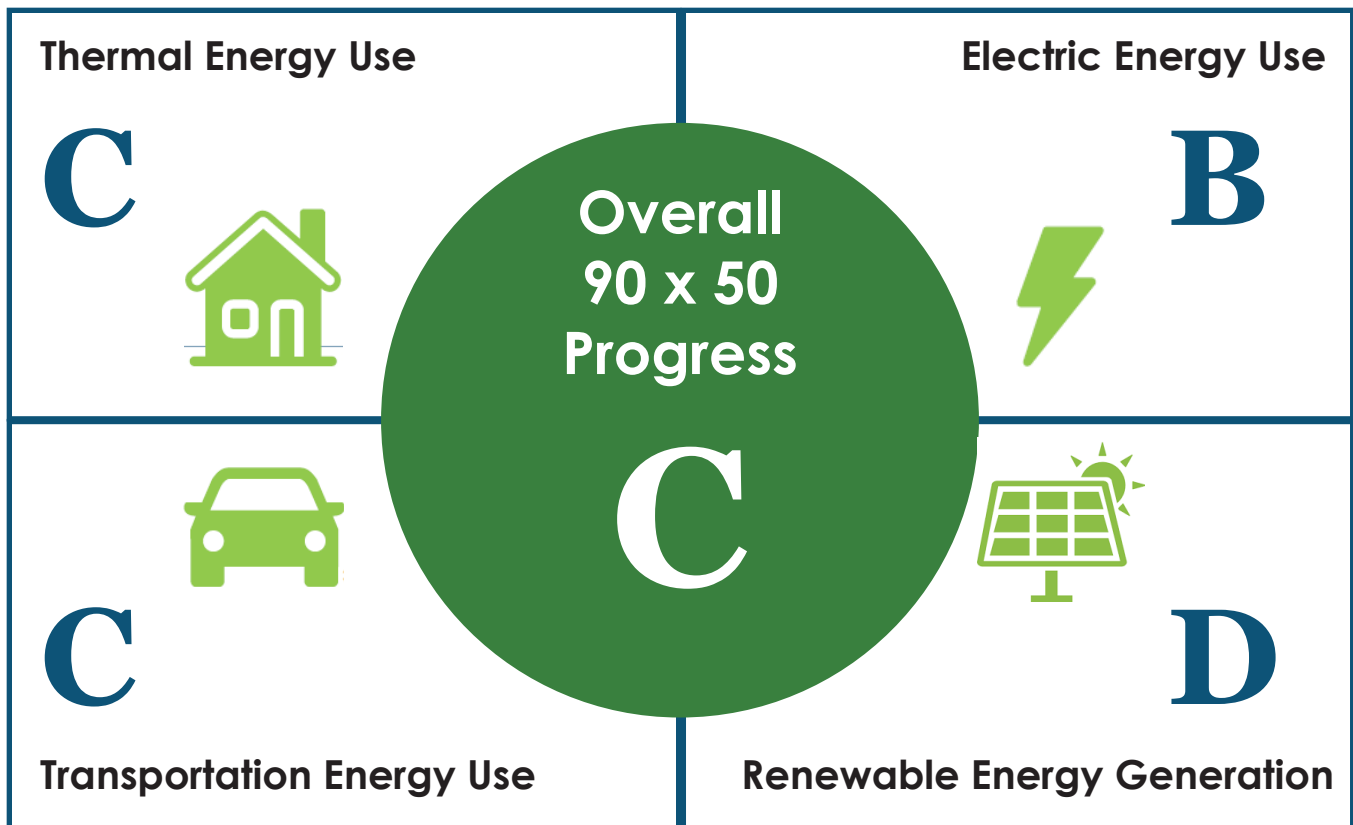 Thermal Energy Use
C
Electric Energy Use
B
Overall
90 x 50
Progress
C
C
Transportation Energy Use
D
Renewable Energy Generation